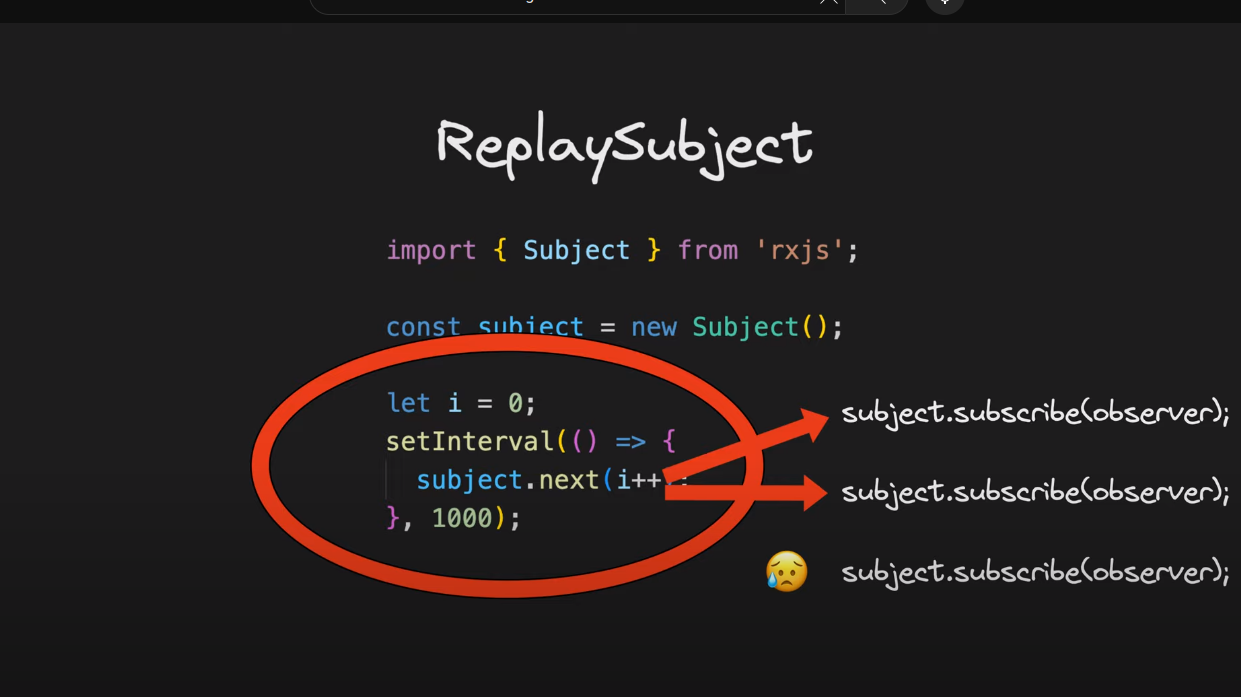 ReplaySubject
import { Subject } from 'rxjs';
const subject = new Subject();
let i = 0;
setInterval(() => {
subject.next(i++
}, 1000);
subject.subscribe(observer);
subject.subscribe(observer);
subject.subscribe(observer);